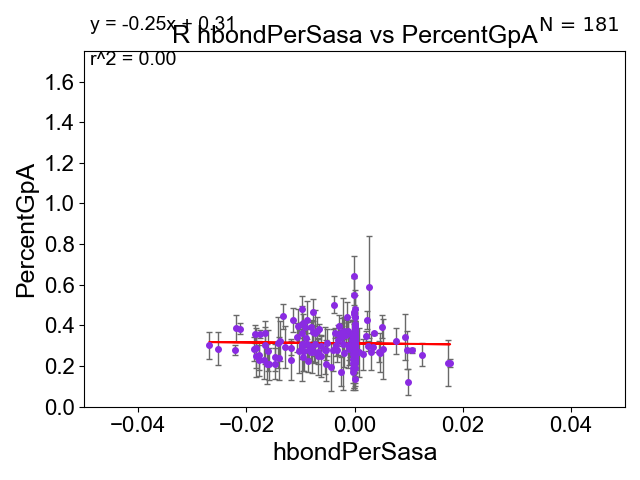 y = -0.25x + 0.31
R hbondPerSasa vs PercentGpA
N = 181
r^2 = 0.00
PercentGpA
1.6
1.4
1.2
1.0
0.8
0.6
0.4
0.2
0.0
−0.04 −0.02 0.00 0.02 0.04
hbondPerSasa